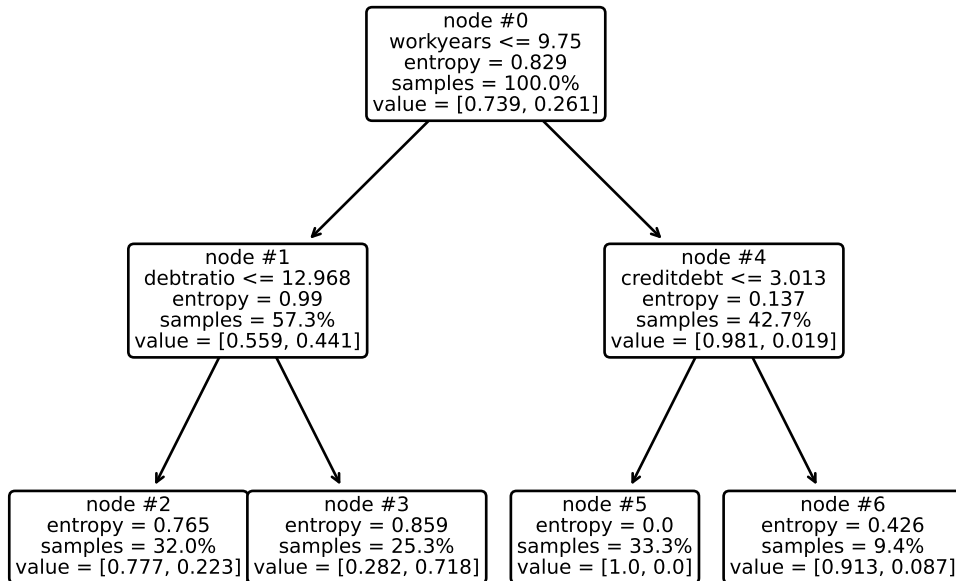 node #0
workyears <= 9.75
entropy = 0.829
samples = 100.0%
value = [0.739, 0.261]
node #1
debtratio <= 12.968
entropy = 0.99
samples = 57.3%
value = [0.559, 0.441]
node #4
creditdebt <= 3.013
entropy = 0.137
samples = 42.7%
value = [0.981, 0.019]
node #2
entropy = 0.765
samples = 32.0%
value = [0.777, 0.223]
node #3
entropy = 0.859
samples = 25.3%
value = [0.282, 0.718]
node #5
entropy = 0.0
samples = 33.3%
value = [1.0, 0.0]
node #6
entropy = 0.426
samples = 9.4%
value = [0.913, 0.087]